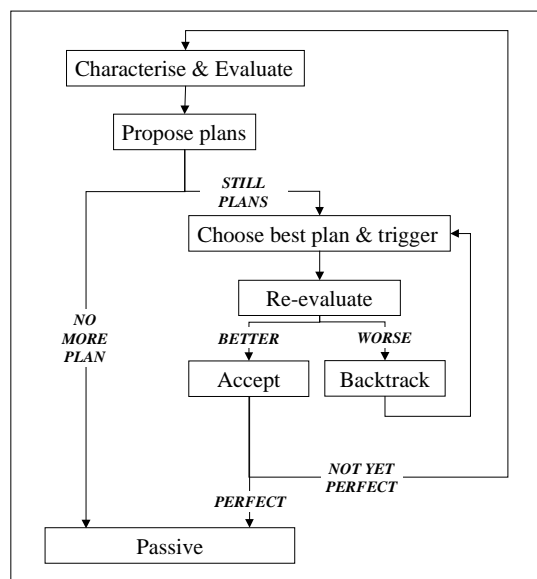 Characterise & Evaluate
Propose plans
STILL
PLANS
Choose best plan & trigger
Re-evaluate
NO
MORE
PLAN
BETTER
WORSE
Accept
Backtrack
NOT YET
PERFECT
PERFECT
Passive